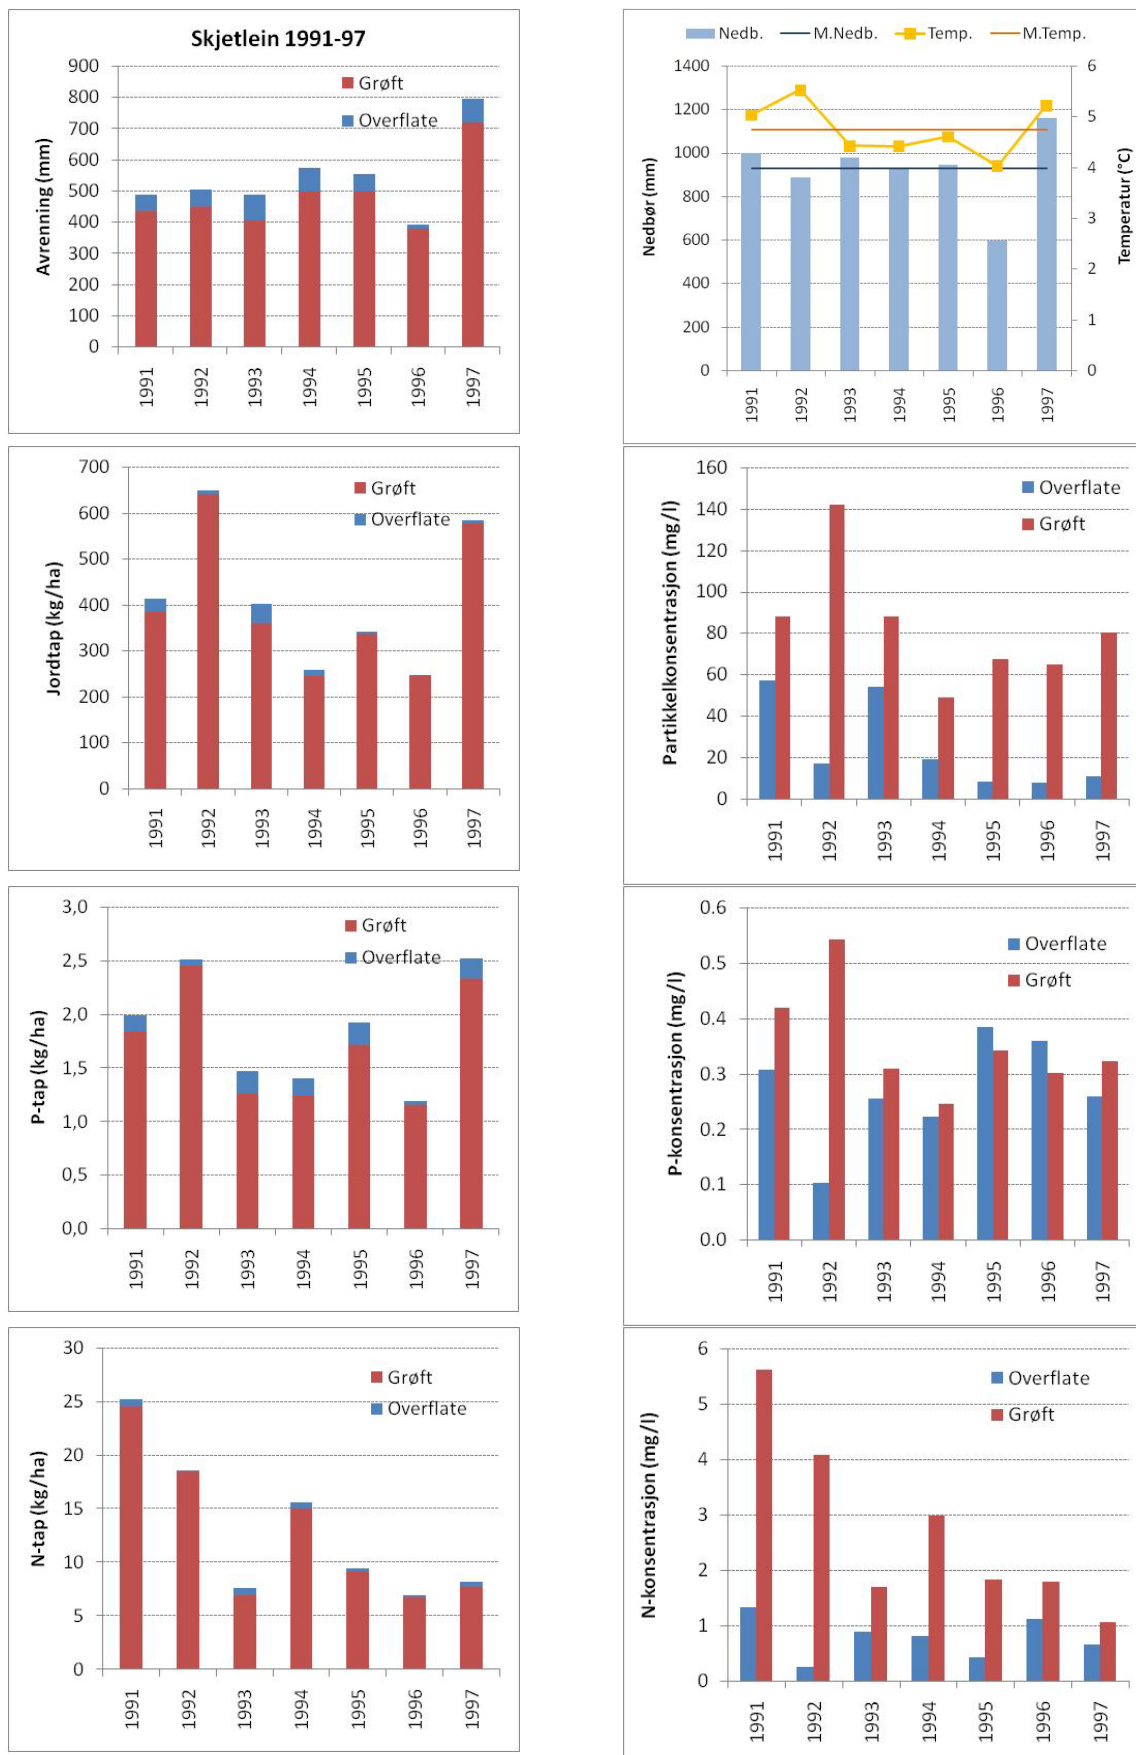 Skjetlein 1991-97
Avrenning (mm)
900
800
700
600
500
400
300
200
100
0
Grøft
Overflate
1991 1992 1993 1994 1995 1996 1997
Nedb. M.Nedb. Temp. M.Temp.
Nedbør (mm)
1400
1200
1000
800
600
400
200
0
6
5
4
3
2
1
0
Temperatur (°C)
1991 1992 1993 1994 1995 1996 1997
Jordtap (kg/ha)
700
600
500
400
300
200
100
0
Grøft
Overflate
1991 1992 1993 1994 1995 1996 1997
Partikkelkonsentrasjon (mg/l)
160
140
120
100
80
60
40
20
0
Overflate
Grøft
1991 1992 1993 1994 1995 1996 1997
P-tap (kg/ha)
3,0
2,5
2,0
1,5
1,0
0,5
0,0
Grøft
Overflate
1991 1992 1993 1994 1995 1996 1997
P-konsentrasjon (mg/l)
0.6
0.5
0.4
0.3
0.2
0.1
0.0
Overflate
Grøft
1991 1992 1993 1994 1995 1996 1997
N-tap (kg/ha)
30
25
20
15
10
5
0
Grøft
Overflate
1991 1992 1993 1994 1995 1996 1997
N-konsentrasjon (mg/l)
6
5
4
3
2
1
0
Overflate
Grøft
1991 1992 1993 1994 1995 1996 1997